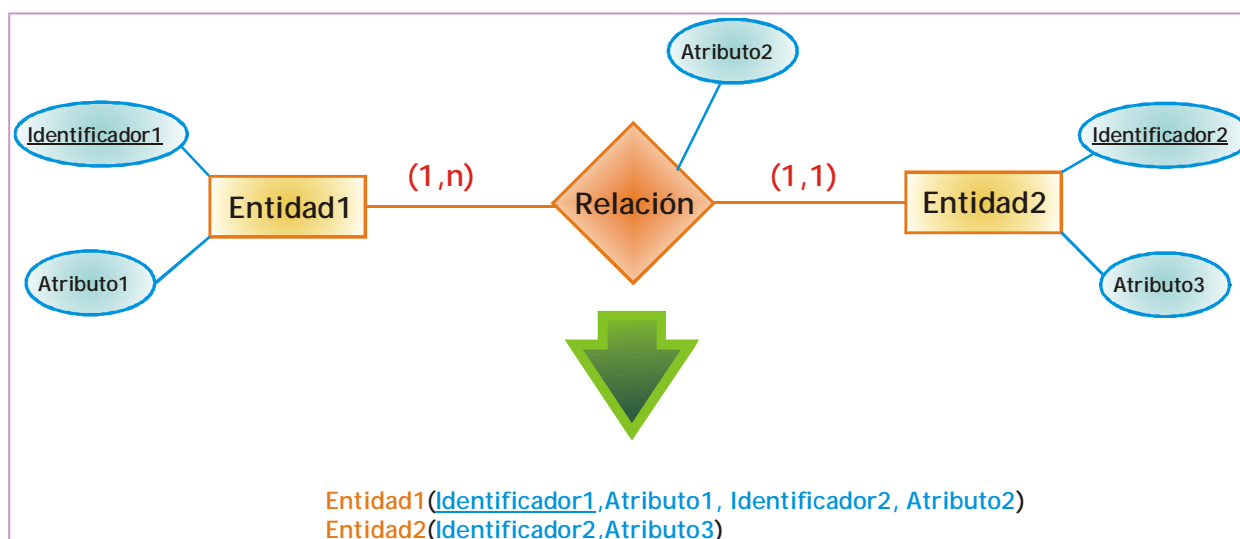 Atributo2
Identificador1
Identificador2
(1,n)
(1,1)
Entidad1
Relación
Entidad2
Atributo1
Atributo3
Entidad1(Identificador1,Atributo1, Identificador2, Atributo2)
Entidad2(Identificador2,Atributo3)